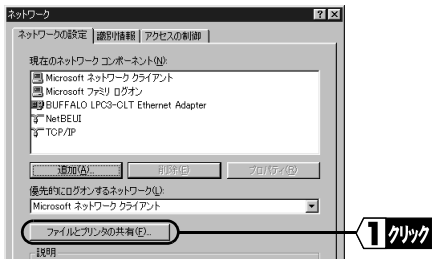 ネットワーク
ネットワークの設定 識別情報 アクセスの制御
現在のネットワーク コンポーネント(N):
Microsoft ネットワーク クライアント
Microsoft ファミリ ログオン
BUFFALO LPC3-CLT Ethernet Adapter
NetBEUI
TCP/IP
追加(A)... 削除(E) プロパティ(R)
優先的にログオンするネットワーク(L):
Microsoft ネットワーク クライアント
ファイルとプリンタの共有(F)...
1 クリック
説明